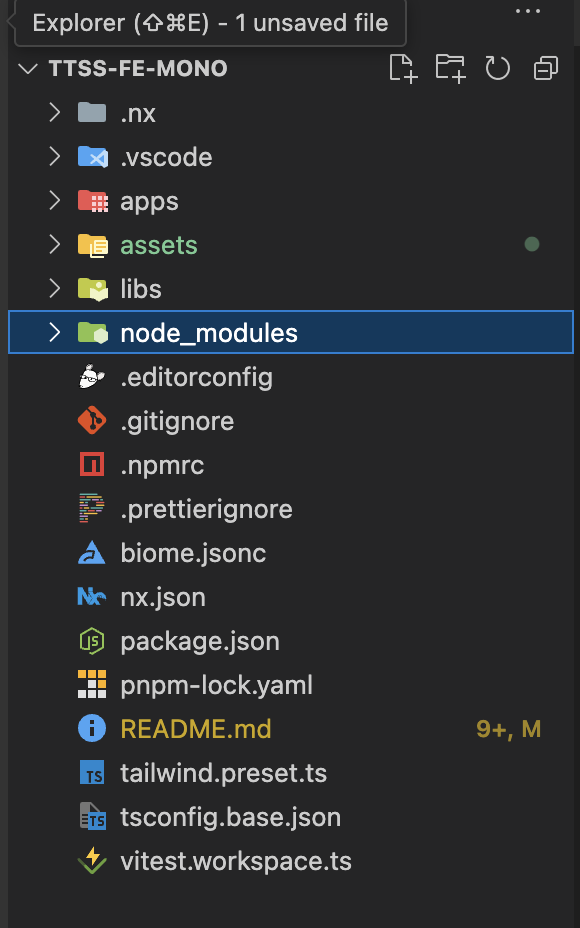 Explorer (⇧⌘E) - 1 unsaved file
TTSS-FE-MONO
.nx
.vscode
apps
assets
libs
node_modules
.editorconfig
.gitignore
.npmrc
.prettierignore
biome.jsonc
nx.json
package.json
pnpm-lock.yaml
README.md 9+, M
tailwind.preset.ts
tsconfig.base.json
vitest.workspace.ts